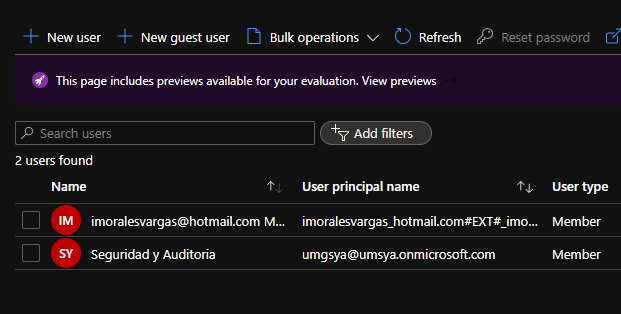 New user New guest user Bulk operations Refresh Reset password
This page includes previews available for your evaluation. View previews →
Search users Add filters
2 users found
Name User principal name User type
IM imoralesvargas@hotmail.com M... imoralesvargas_hotmail.com#EXT#_imo... Member
SY Seguridad y Auditoria umgsya@umsya.onmicrosoft.com Member